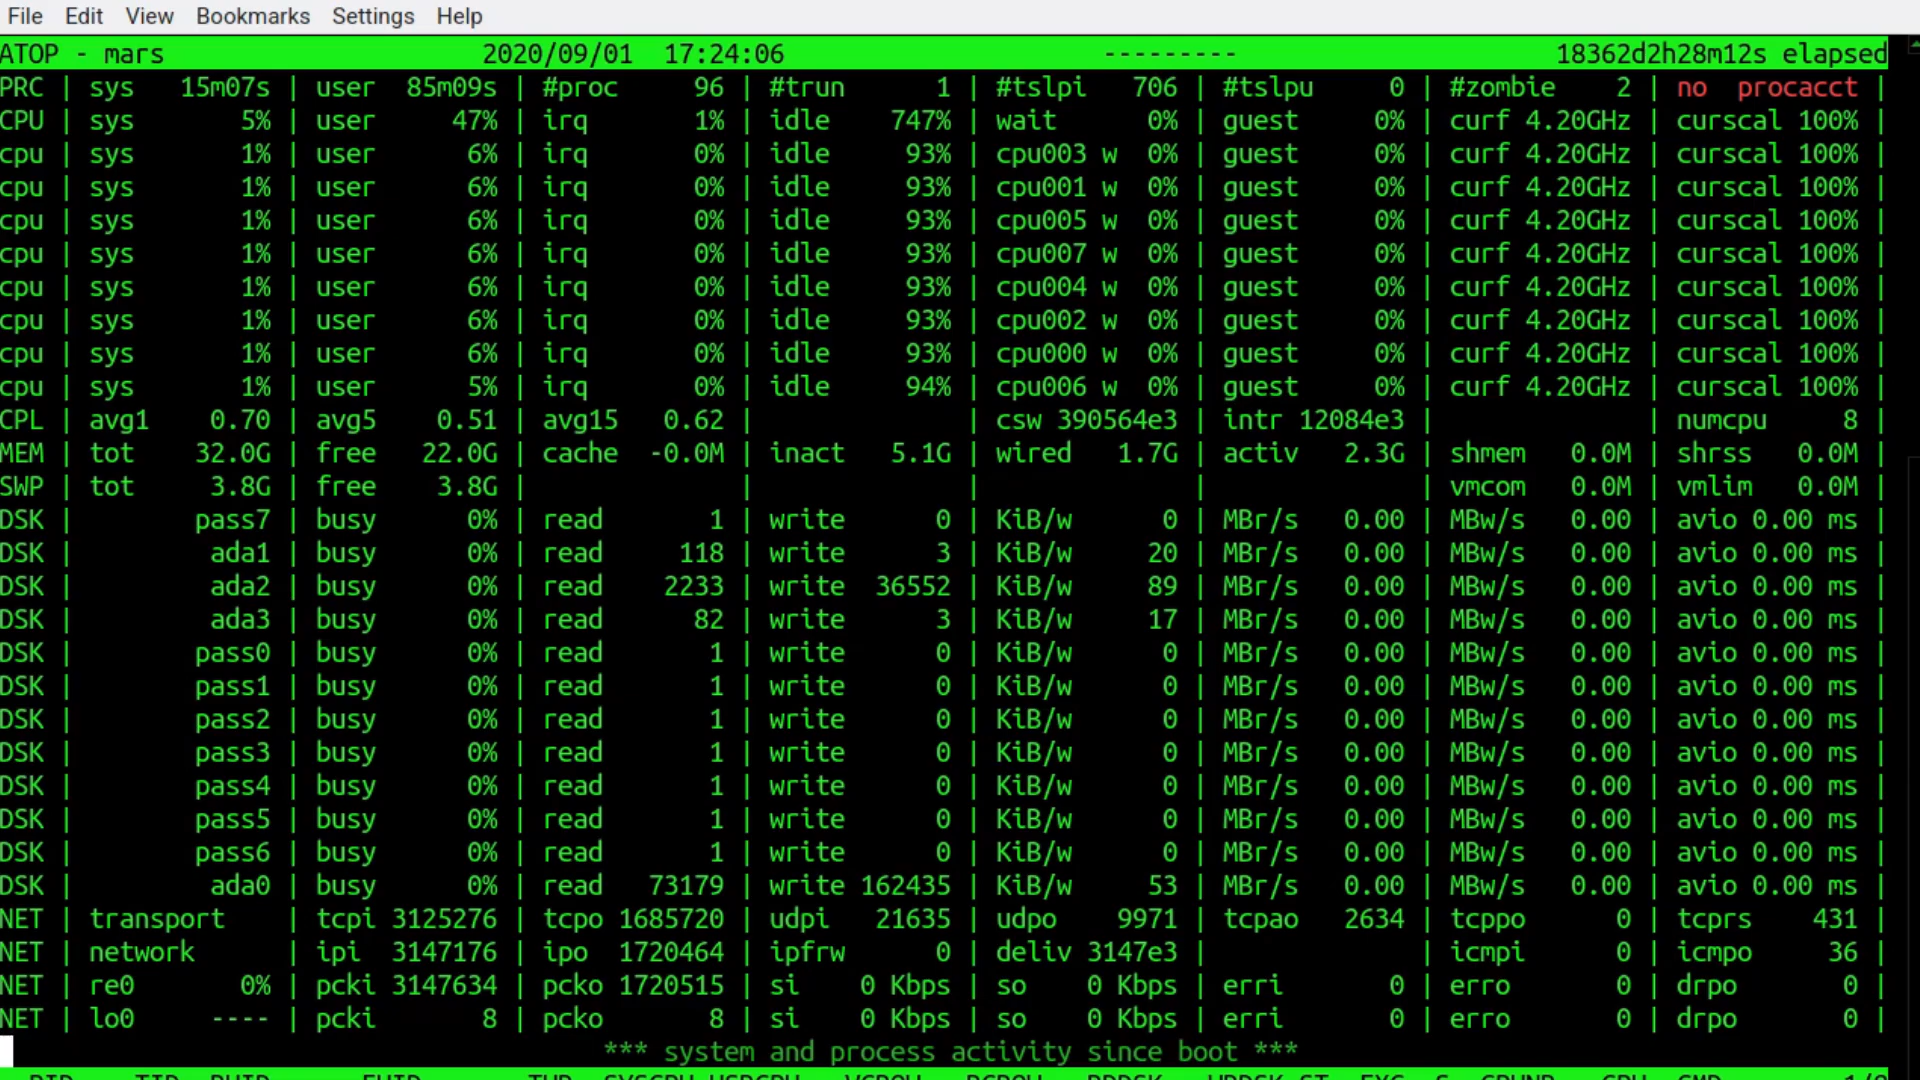 File Edit View Bookmarks Settings Help
ATOP - mars 2020/09/01 17:24:06 --------- 18362d2h28m12s elapsed
PRC | sys 15m07s | user 85m09s | #proc 96 | #trun 1 | #tslpi 706 | #tslpu 0 | #zombie 2 | no procacct |
CPU | sys 5% | user 47% | irq 1% | idle 747% | wait 0% | guest 0% | curf 4.20GHz | curscal 100% |
cpu | sys 1% | user 6% | irq 0% | idle 93% | cpu003 w 0% | guest 0% | curf 4.20GHz | curscal 100% |
cpu | sys 1% | user 6% | irq 0% | idle 93% | cpu001 w 0% | guest 0% | curf 4.20GHz | curscal 100% |
cpu | sys 1% | user 6% | irq 0% | idle 93% | cpu005 w 0% | guest 0% | curf 4.20GHz | curscal 100% |
cpu | sys 1% | user 6% | irq 0% | idle 93% | cpu007 w 0% | guest 0% | curf 4.20GHz | curscal 100% |
cpu | sys 1% | user 6% | irq 0% | idle 93% | cpu004 w 0% | guest 0% | curf 4.20GHz | curscal 100% |
cpu | sys 1% | user 6% | irq 0% | idle 93% | cpu002 w 0% | guest 0% | curf 4.20GHz | curscal 100% |
cpu | sys 1% | user 6% | irq 0% | idle 93% | cpu000 w 0% | guest 0% | curf 4.20GHz | curscal 100% |
cpu | sys 1% | user 5% | irq 0% | idle 94% | cpu006 w 0% | guest 0% | curf 4.20GHz | curscal 100% |
CPL | avg1 0.70 | avg5 0.51 | avg15 0.62 | | csw 390564e3 | intr 12084e3 | | numcpu 8 |
MEM | tot 32.0G | free 22.0G | cache -0.0M | inact 5.1G | wired 1.7G | activ 2.3G | shmem 0.0M | shrss 0.0M |
SWP | tot 3.8G | free 3.8G | | | | | vmcom 0.0M | vmlim 0.0M |
DSK | pass7 | busy 0% | read 1 | write 0 | KiB/w 0 | MBr/s 0.00 | MBw/s 0.00 | avio 0.00 ms |
DSK | ada1 | busy 0% | read 118 | write 3 | KiB/w 20 | MBr/s 0.00 | MBw/s 0.00 | avio 0.00 ms |
DSK | ada2 | busy 0% | read 2233 | write 36552 | KiB/w 89 | MBr/s 0.00 | MBw/s 0.00 | avio 0.00 ms |
DSK | ada3 | busy 0% | read 82 | write 3 | KiB/w 17 | MBr/s 0.00 | MBw/s 0.00 | avio 0.00 ms |
DSK | pass0 | busy 0% | read 1 | write 0 | KiB/w 0 | MBr/s 0.00 | MBw/s 0.00 | avio 0.00 ms |
DSK | pass1 | busy 0% | read 1 | write 0 | KiB/w 0 | MBr/s 0.00 | MBw/s 0.00 | avio 0.00 ms |
DSK | pass2 | busy 0% | read 1 | write 0 | KiB/w 0 | MBr/s 0.00 | MBw/s 0.00 | avio 0.00 ms |
DSK | pass3 | busy 0% | read 1 | write 0 | KiB/w 0 | MBr/s 0.00 | MBw/s 0.00 | avio 0.00 ms |
DSK | pass4 | busy 0% | read 1 | write 0 | KiB/w 0 | MBr/s 0.00 | MBw/s 0.00 | avio 0.00 ms |
DSK | pass5 | busy 0% | read 1 | write 0 | KiB/w 0 | MBr/s 0.00 | MBw/s 0.00 | avio 0.00 ms |
DSK | pass6 | busy 0% | read 1 | write 0 | KiB/w 0 | MBr/s 0.00 | MBw/s 0.00 | avio 0.00 ms |
DSK | ada0 | busy 0% | read 73179 | write 162435 | KiB/w 53 | MBr/s 0.00 | MBw/s 0.00 | avio 0.00 ms |
NET | transport | tcpi 3125276 | tcpo 1685720 | udpi 21635 | udpo 9971 | tcpao 2634 | tcppo 0 | tcprs 431 |
NET | network | ipi 3147176 | ipo 1720464 | ipfrw 0 | deliv 3147e3 | | icmpi 0 | icmpo 36 |
NET | re0 0% | pcki 3147634 | pcko 1720515 | si 0 Kbps | so 0 Kbps | erri 0 | erro 0 | drpo 0 |
NET | lo0 ---- | pcki 8 | pcko 8 | si 0 Kbps | so 0 Kbps | erri 0 | erro 0 | drpo 0 |
*** system and process activity since boot ***